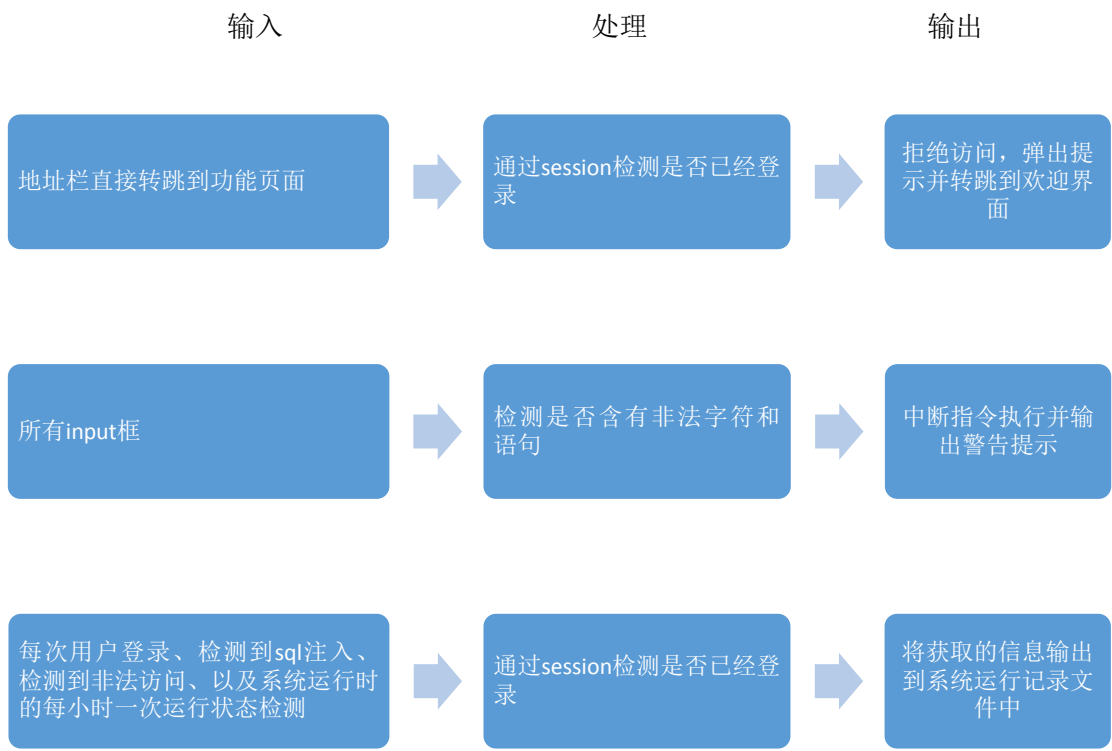 输入
处理
输出
地址栏直接转跳到功能页面
通过session检测是否已经登
录
拒绝访问，弹出提
示并转跳到欢迎界
面
所有input框
检测是否含有非法字符和
语句
中断指令执行并输
出警告提示
每次用户登录、检测到sql注入、
检测到非法访问、以及系统运行时
的每小时一次运行状态检测
通过session检测是否已经登
录
将获取的信息输出
到系统运行记录文
件中